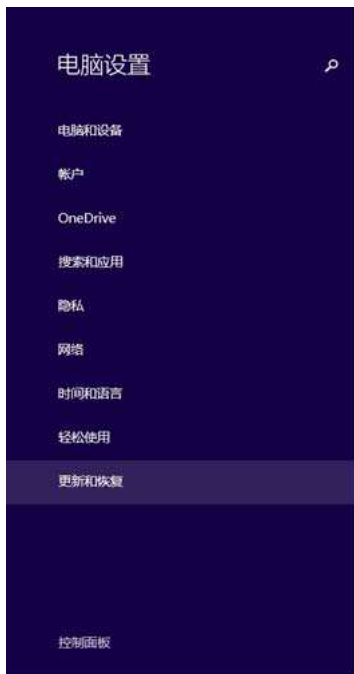 电脑设置
电脑和设备
帐户
OneDrive
搜索和应用
隐私
网络
时间和语言
轻松使用
更新和恢复
控制面板